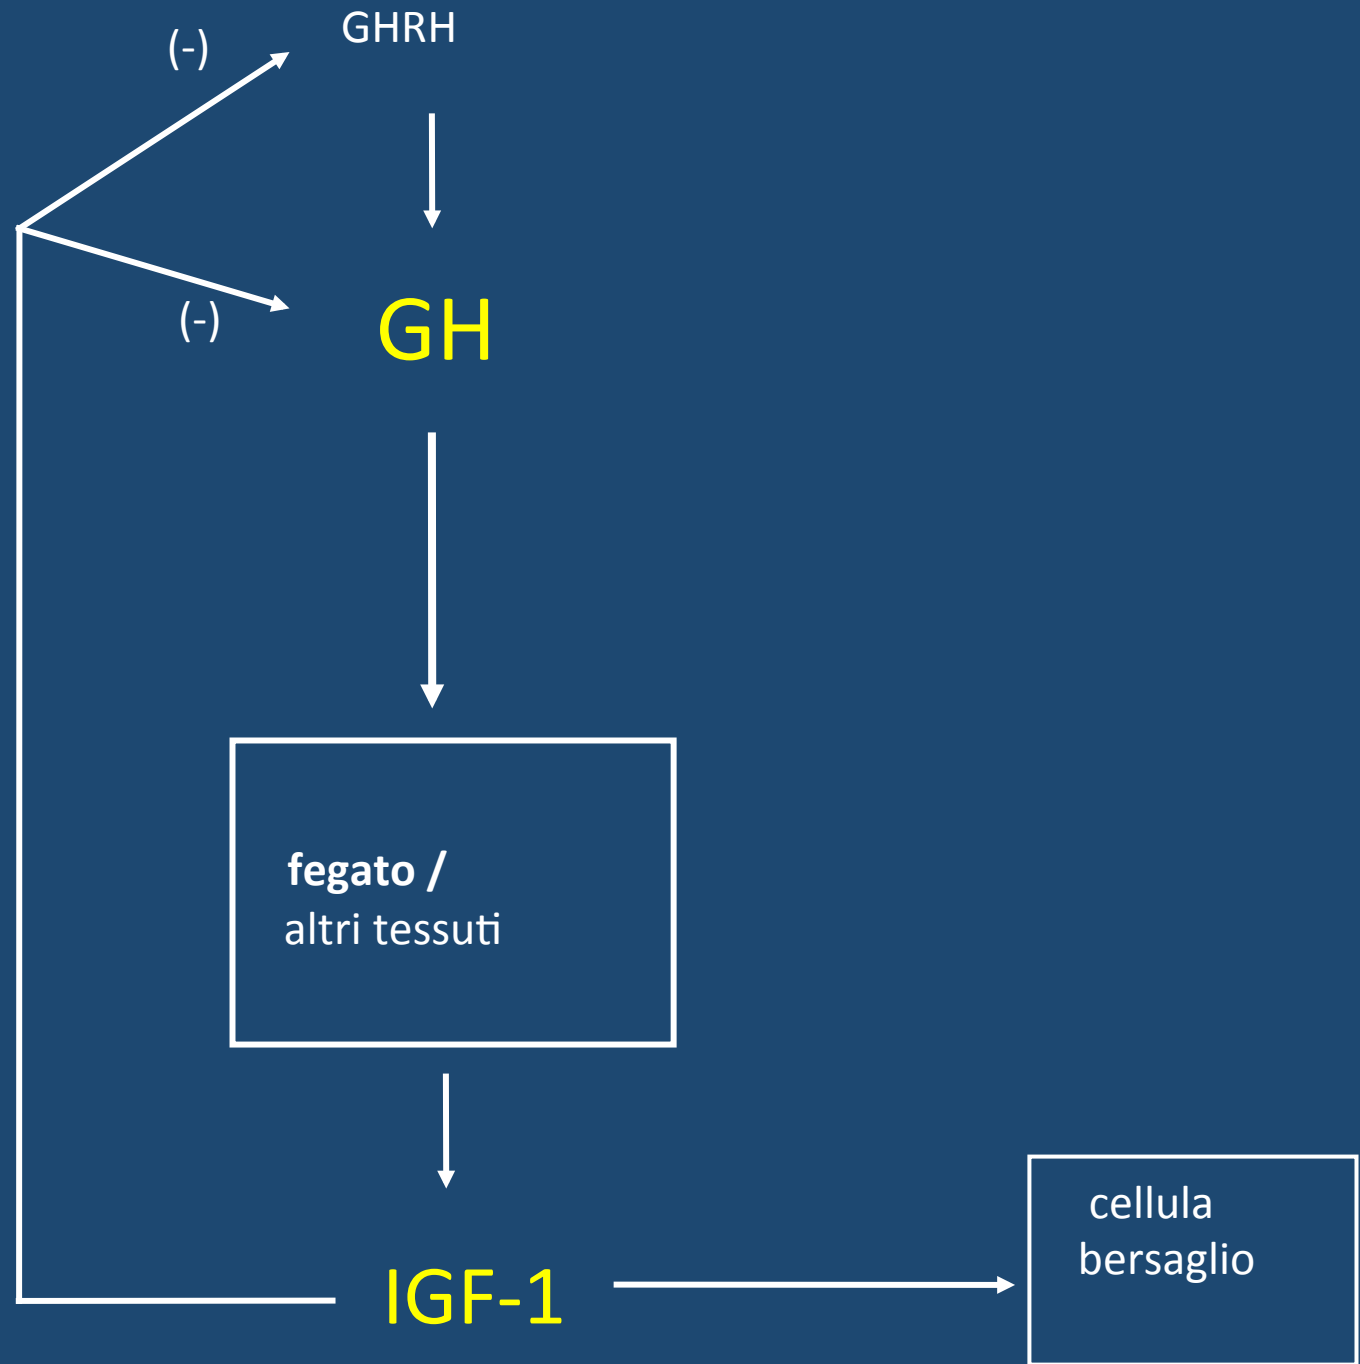 GHRH
(-)
(-)
GH
fegato /
altri tessuti
cellula
bersaglio
IGF-1